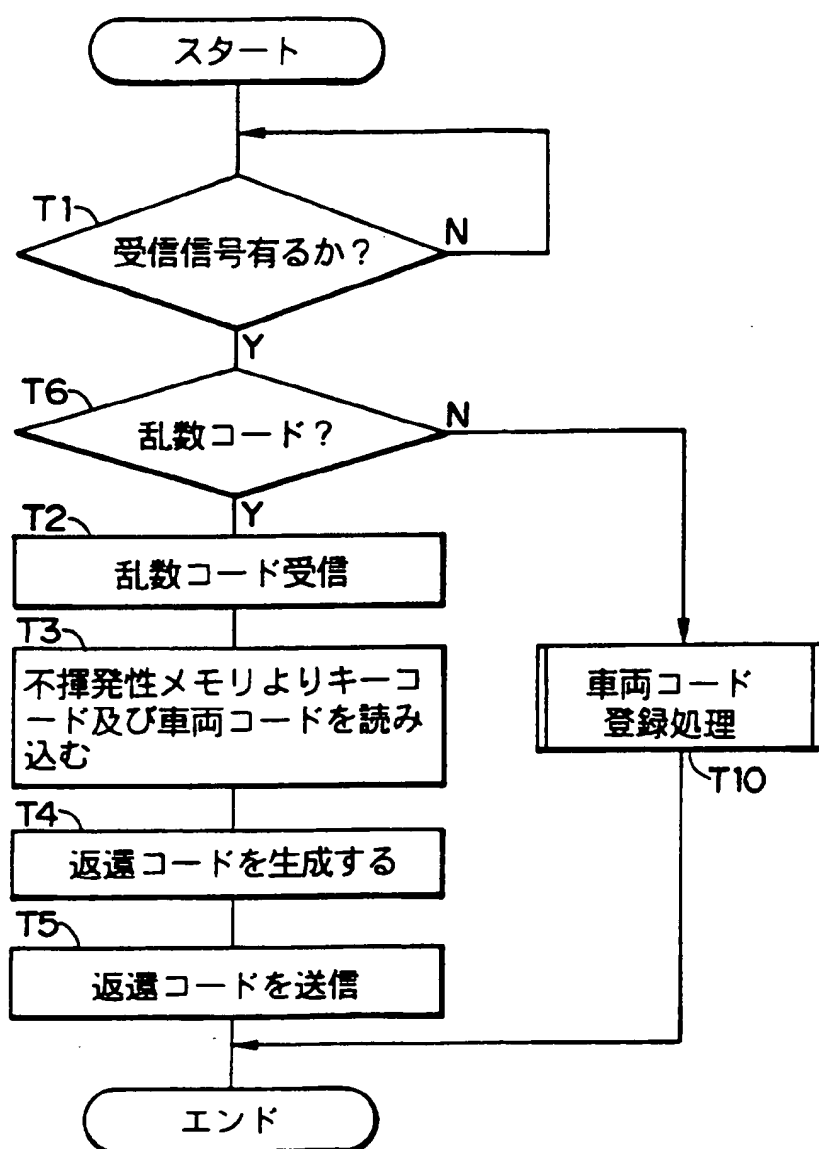 スタート
T1
受信信号有るか?
N
Y
T6
乱数コード?
N
Y
T2
乱数コード受信
T3
不揮発性メモリよりキーコ
ード及び車両コードを読み
込む
車両コード
登録処理
T10
T4
返還コードを生成する
T5
返還コードを送信
エンド